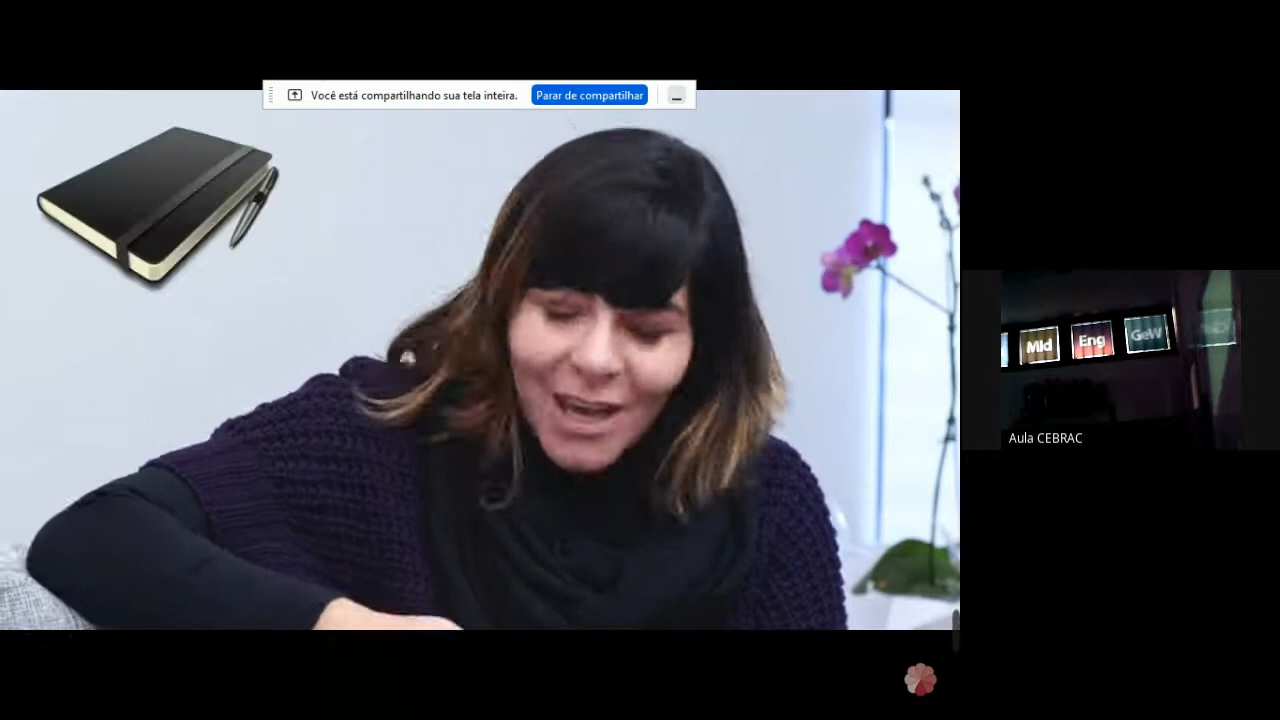 Você está compartilhando sua tela inteira. Parar de compartilhar
Mld Eng GeW
Aula CEBRAC